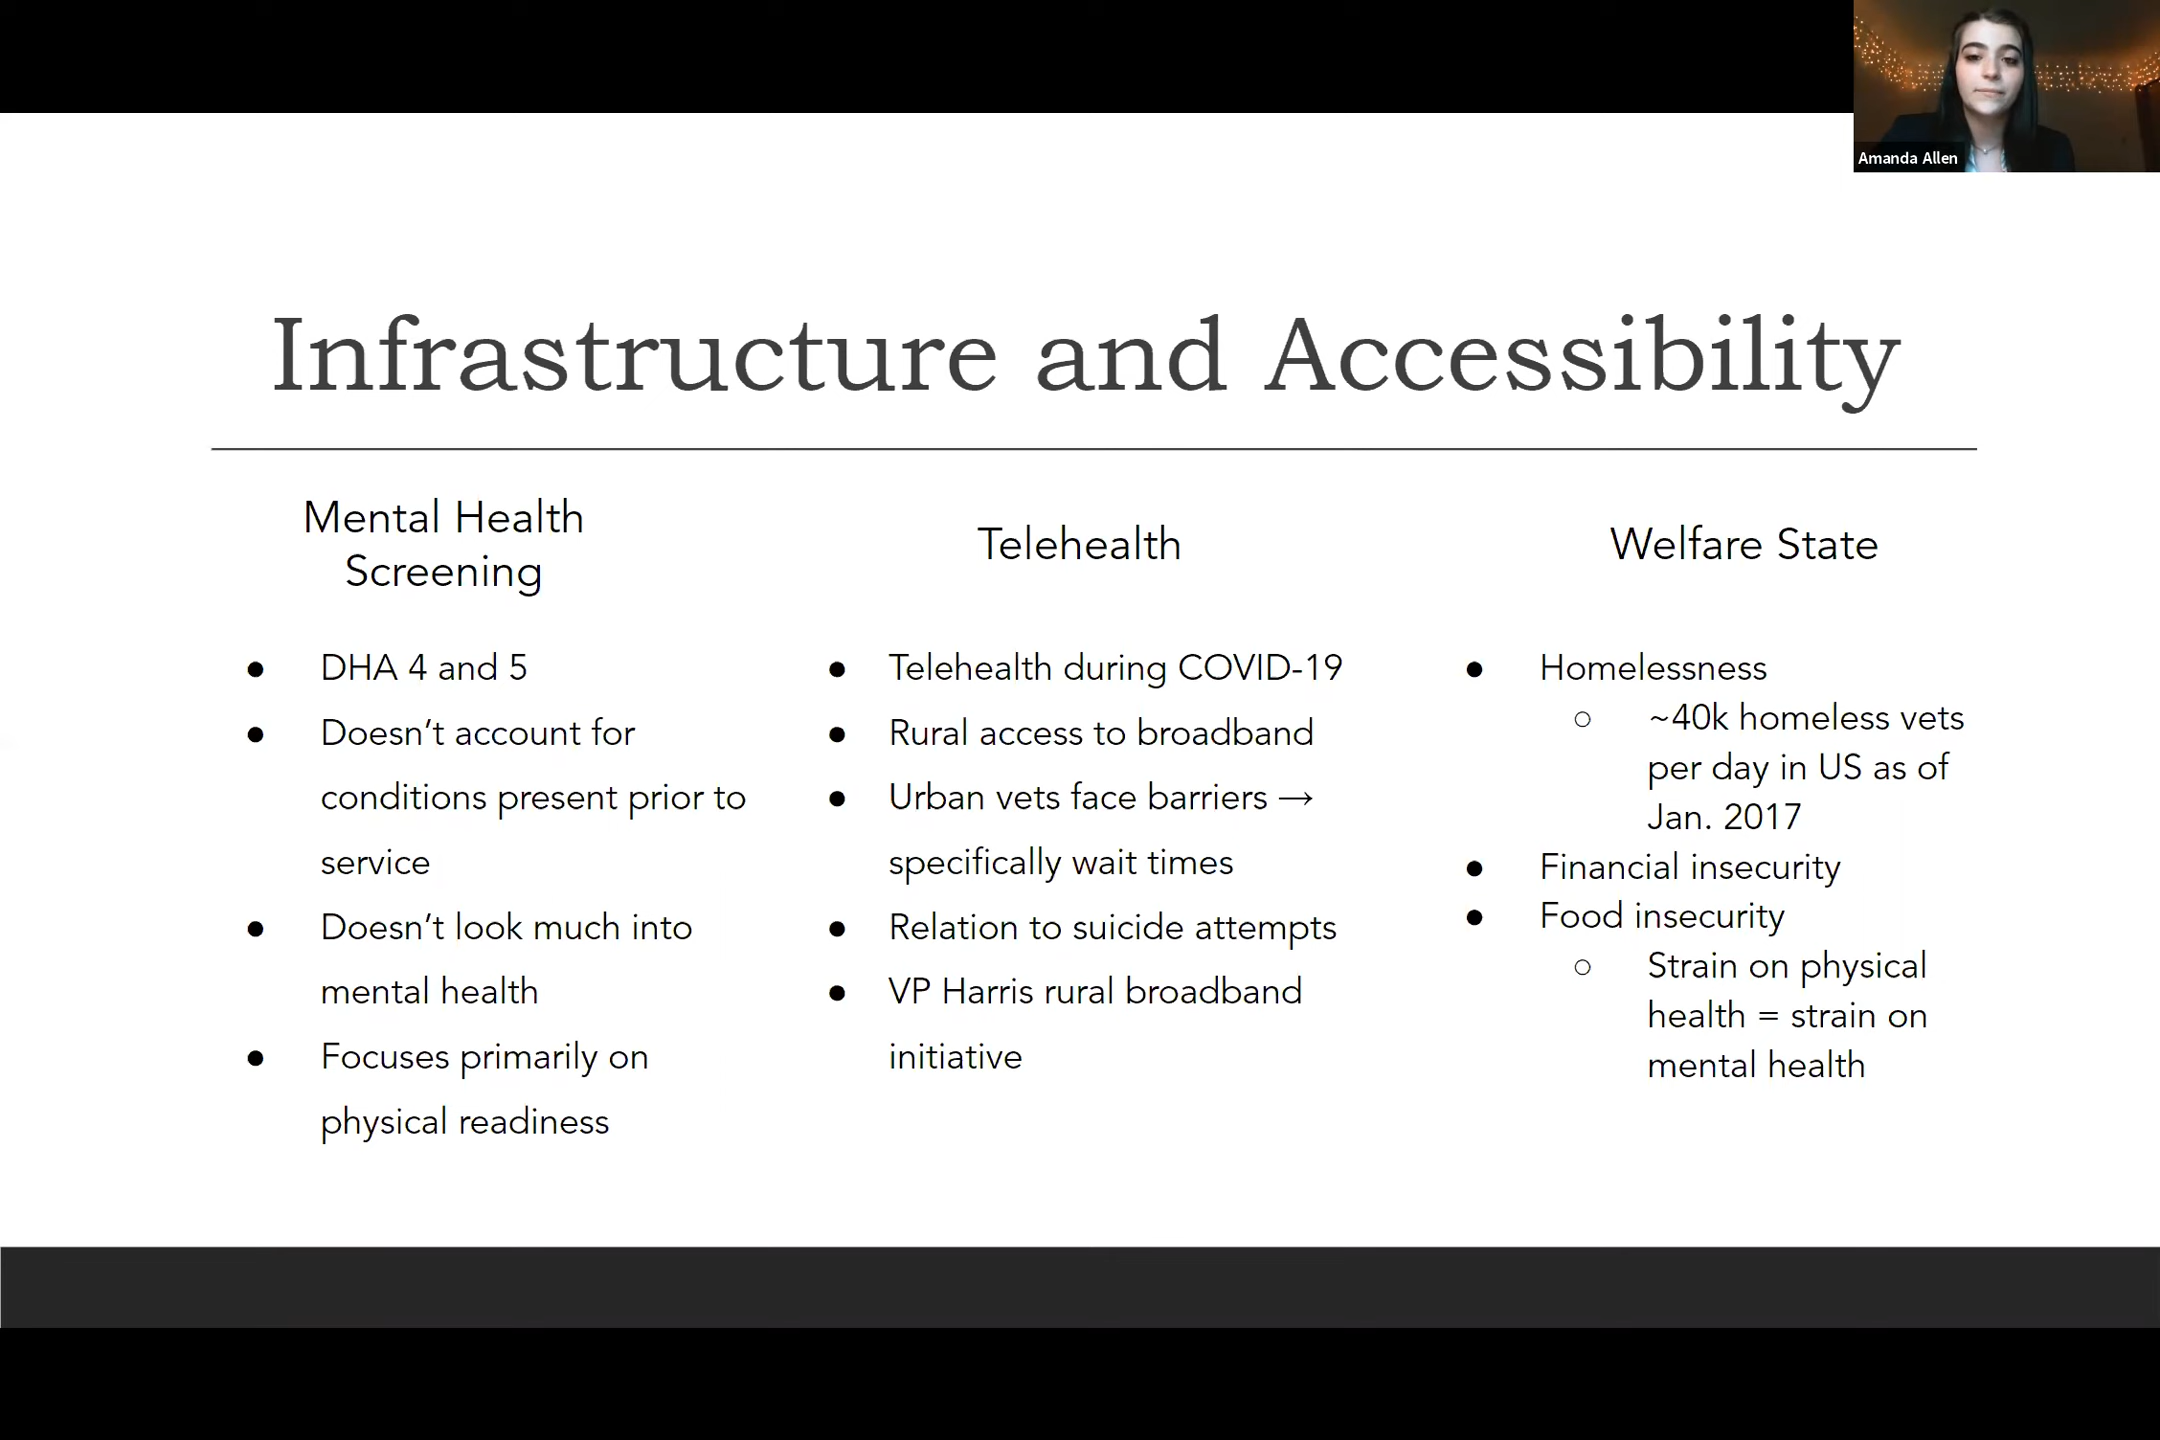 Amanda Allen
Infrastructure and Accessibility
Mental Health
Screening
● DHA 4 and 5
● Doesn’t account for
conditions present prior to
service
● Doesn’t look much into
mental health
● Focuses primarily on
physical readiness
Telehealth
● Telehealth during COVID-19
● Rural access to broadband
● Urban vets face barriers →
specifically wait times
● Relation to suicide attempts
● VP Harris rural broadband
initiative
Welfare State
● Homelessness
○ ~40k homeless vets
per day in US as of
Jan. 2017
● Financial insecurity
● Food insecurity
○ Strain on physical
health = strain on
mental health